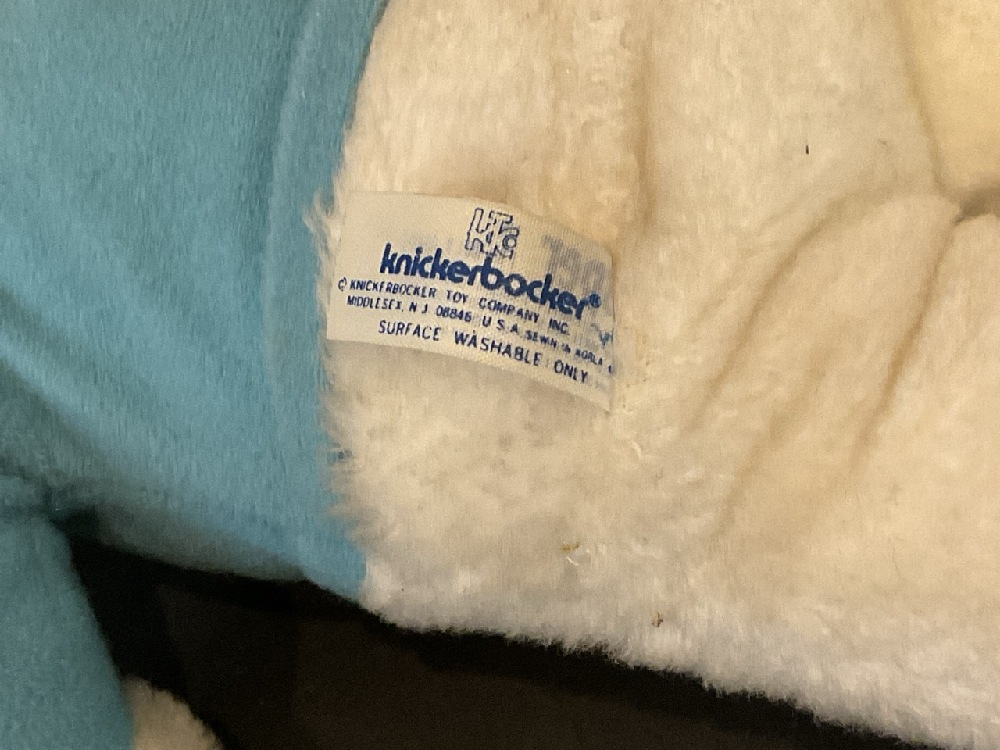 KTC
knickerbocker®
© KNICKERBOCKER TOY COMPANY, INC.
MIDDLESEX, N.J. 08846 U.S.A. SEWN IN KOREA
SURFACE WASHABLE ONLY